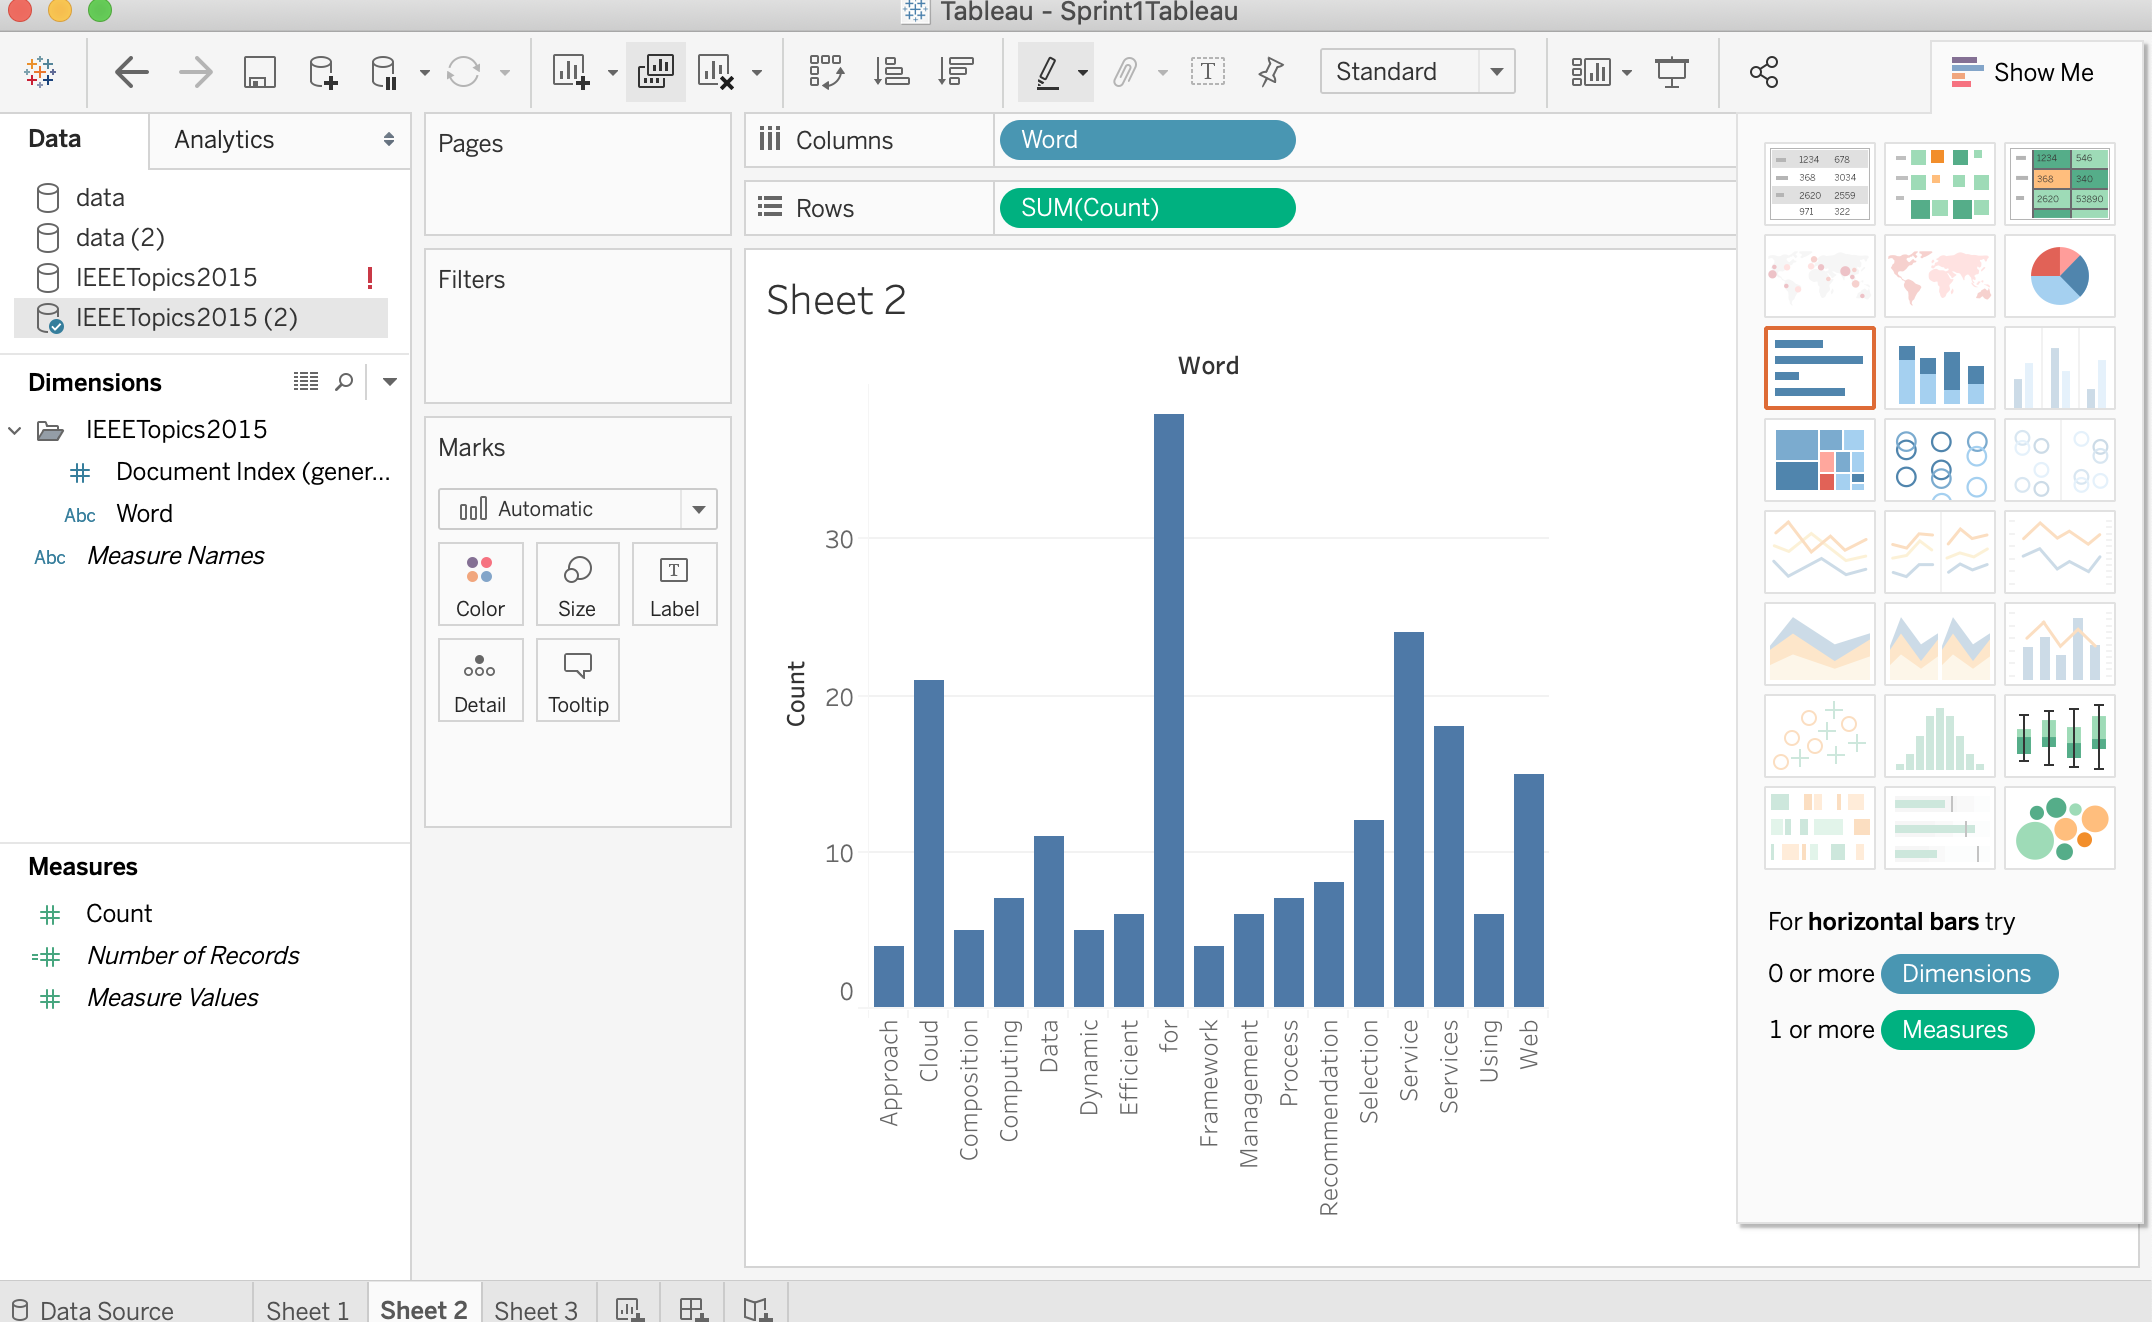 Tableau - Sprint1Tableau
Standard
Show Me
Data
Analytics
data
data (2)
IEEETopics2015
IEEETopics2015 (2)
Dimensions
IEEETopics2015
Document Index (gener...
Abc Word
Abc Measure Names
Measures
Count
Number of Records
Measure Values
Pages
Filters
Marks
Automatic
Color
Size
Label
Detail
Tooltip
Columns
Word
Rows
SUM(Count)
Sheet 2
Word
Count
30
20
10
0
Approach
Cloud
Composition
Computing
Data
Dynamic
Efficient
for
Framework
Management
Process
Recommendation
Selection
Service
Services
Using
Web
1234 678
368 3034
2620 2559
971 322
1234 546
368 340
2620 53890
For horizontal bars try
0 or more Dimensions
1 or more Measures
Data Source
Sheet 1
Sheet 2
Sheet 3